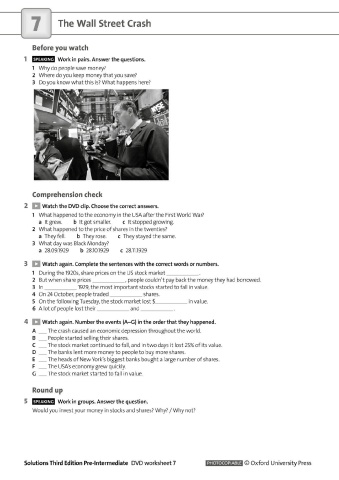 7 The Wall Street Crash
Before you watch
1 SPEAKING Work in pairs. Answer the questions.
1 Why do people save money?
2 Where do you keep money that you save?
3 Do you know what this is? What happens here?
Comprehension check
2 Watch the DVD clip. Choose the correct answers.
1 What happened to the economy in the USA after the First World War?
a It grew. b It got smaller. c It stopped growing.
2 What happened to the price of shares in the twenties?
a They fell. b They rose. c They stayed the same.
3 What day was Black Monday?
a 28.09.1929 b 28.10.1929 c 28.11.1929
3 Watch again. Complete the sentences with the correct words or numbers.
1 During the 1920s, share prices on the US stock market ________.
2 But when share prices ________, people couldn't pay back the money they had borrowed.
3 In ________ 1929, the most important stocks started to fall in value.
4 On 24 October, people traded ________ shares.
5 On the following Tuesday, the stock market lost $________ in value.
6 A lot of people lost their ________ and ________.
4 Watch again. Number the events (A–G) in the order that they happened.
A ___ The crash caused an economic depression throughout the world.
B ___ People started selling their shares.
C ___ The stock market continued to fall, and in two days it lost 25% of its value.
D ___ The banks lent more money to people to buy more shares.
E ___ The heads of New York's biggest banks bought a large number of shares.
F ___ The USA's economy grew quickly.
G ___ The stock market started to fall in value.
Round up
5 SPEAKING Work in groups. Answer the question.
Would you invest your money in stocks and shares? Why? / Why not?
Solutions Third Edition Pre-Intermediate DVD worksheet 7 PHOTOCOPIABLE © Oxford University Press